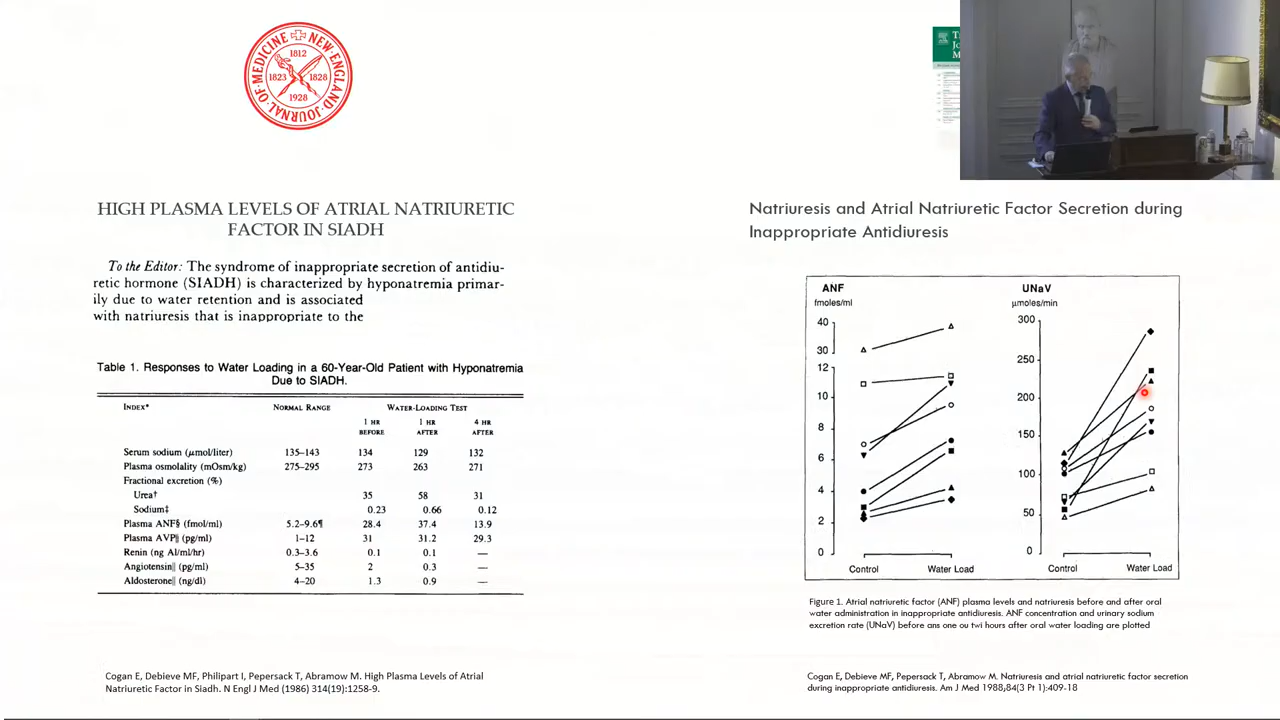 JOURNAL OF MEDICINE NEW ENGLAND
1812
1823
1828
1928
HIGH PLASMA LEVELS OF ATRIAL NATRIURETIC
FACTOR IN SIADH
To the Editor: The syndrome of inappropriate secretion of antidiu-
retic hormone (SIADH) is characterized by hyponatremia primar-
ily due to water retention and is associated
with natriuresis that is inappropriate to the
Table 1. Responses to Water Loading in a 60-Year-Old Patient with Hyponatremia
Due to SIADH.
INDEX* NORMAL RANGE WATER-LOADING TEST
1 HR 1 HR 4 HR
BEFORE AFTER AFTER
Serum sodium (μmol/liter) 135–143 134 129 132
Plasma osmolality (mOsm/kg) 275–295 273 263 271
Fractional excretion (%)
Urea† 35 58 31
Sodium‡ 0.23 0.66 0.12
Plasma ANF§ (fmol/ml) 5.2–9.6¶ 28.4 37.4 13.9
Plasma AVP‖ (pg/ml) 1–12 31 31.2 29.3
Renin (ng AI/ml/hr) 0.3–3.6 0.1 0.1 —
Angiotensin‖ (pg/ml) 5–35 2 0.3 —
Aldosterone‖ (ng/dl) 4–20 1.3 0.9 —
Cogan E, Debieve MF, Philipart I, Pepersack T, Abramow M. High Plasma Levels of Atrial
Natriuretic Factor in Siadh. N Engl J Med (1986) 314(19):1258-9.
Natriuresis and Atrial Natriuretic Factor Secretion during
Inappropriate Antidiuresis
ANF
fmoles/ml
40
30
12
10
8
6
4
2
0
Control Water Load
UNaV
μmoles/min
300
250
200
150
100
50
0
Control Water Load
Figure 1. Atrial natriuretic factor (ANF) plasma levels and natriuresis before and after oral
water administration in inappropriate antidiuresis. ANF concentration and urinary sodium
excretion rate (UNaV) before ans one ou twi hours after oral water loading are plotted
Cogan E, Debieve MF, Pepersack T, Abramow M. Natriuresis and atrial natriuretic factor secretion
during inappropriate antidiuresis. Am J Med 1988;84(3 Pt 1):409-18